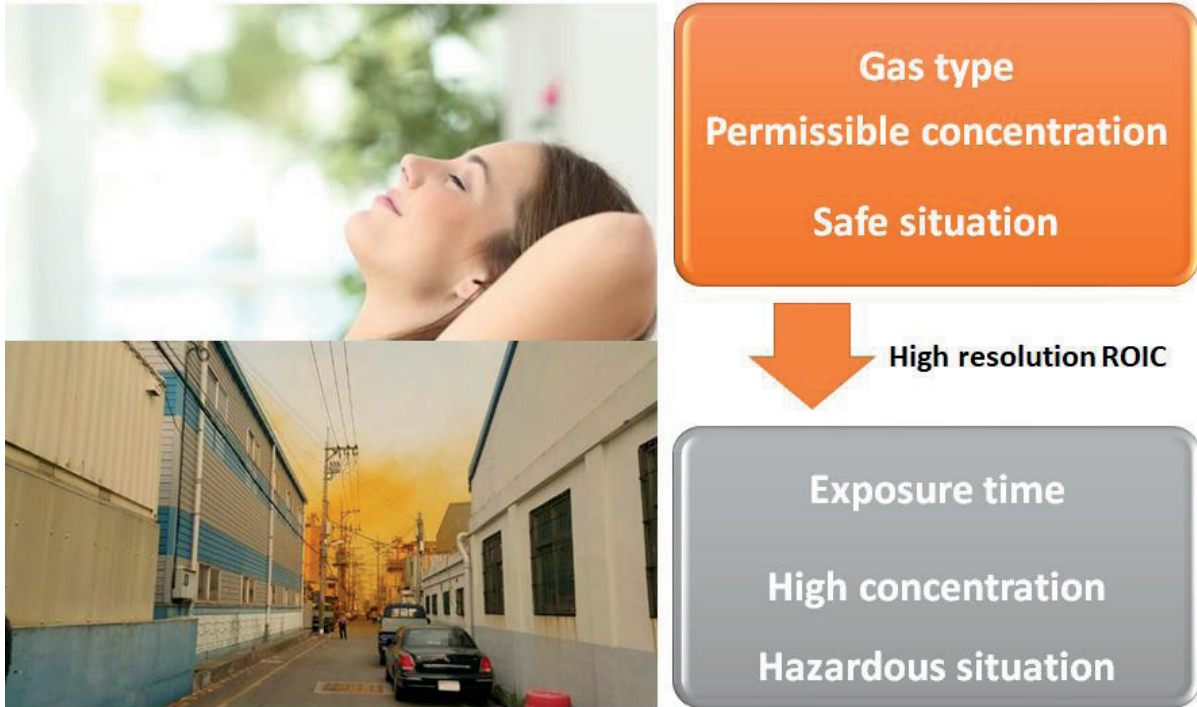 Gas type
Permissible concentration
Safe situation
High resolution ROIC
Exposure time
High concentration
Hazardous situation